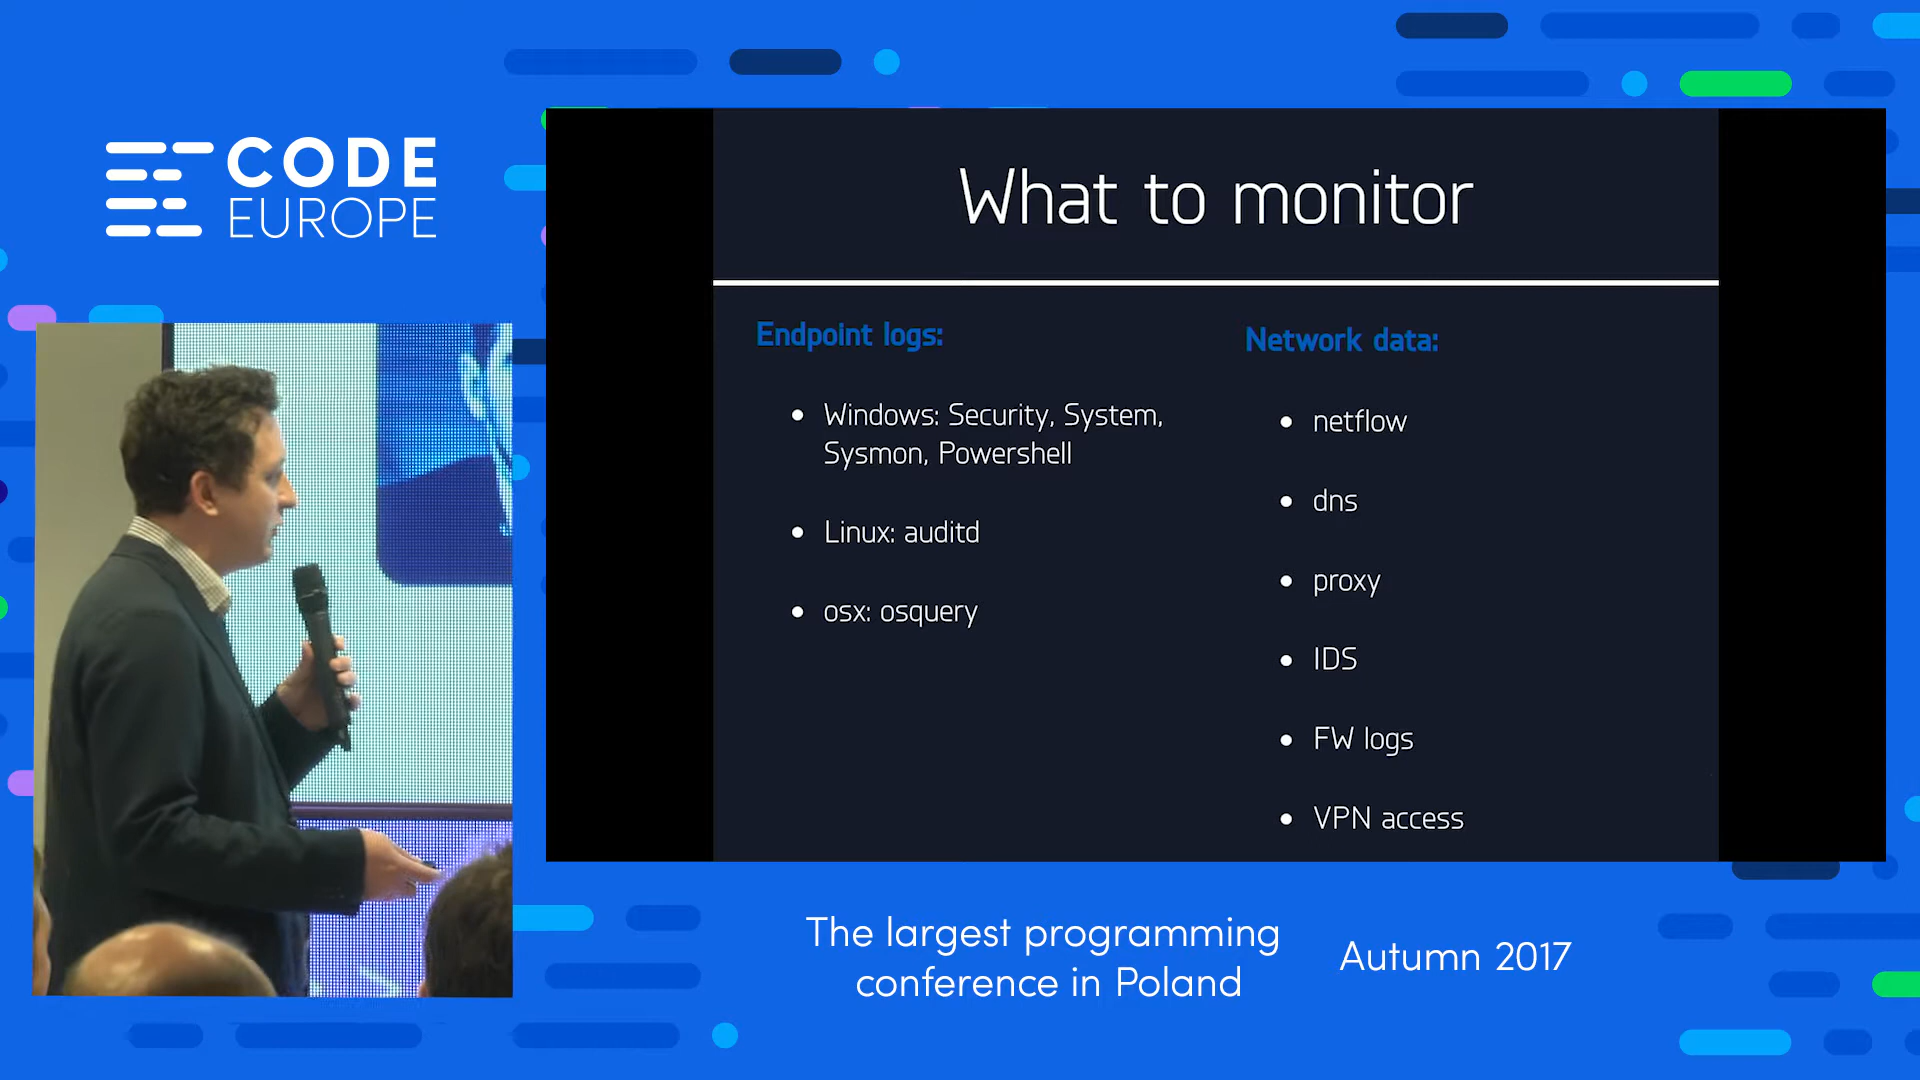 CODE
EUROPE
What to monitor
Endpoint logs:
Windows: Security, System,
Sysmon, Powershell
Linux: auditd
osx: osquery
Network data:
netflow
dns
proxy
IDS
FW logs
VPN access
The largest programming
conference in Poland
Autumn 2017